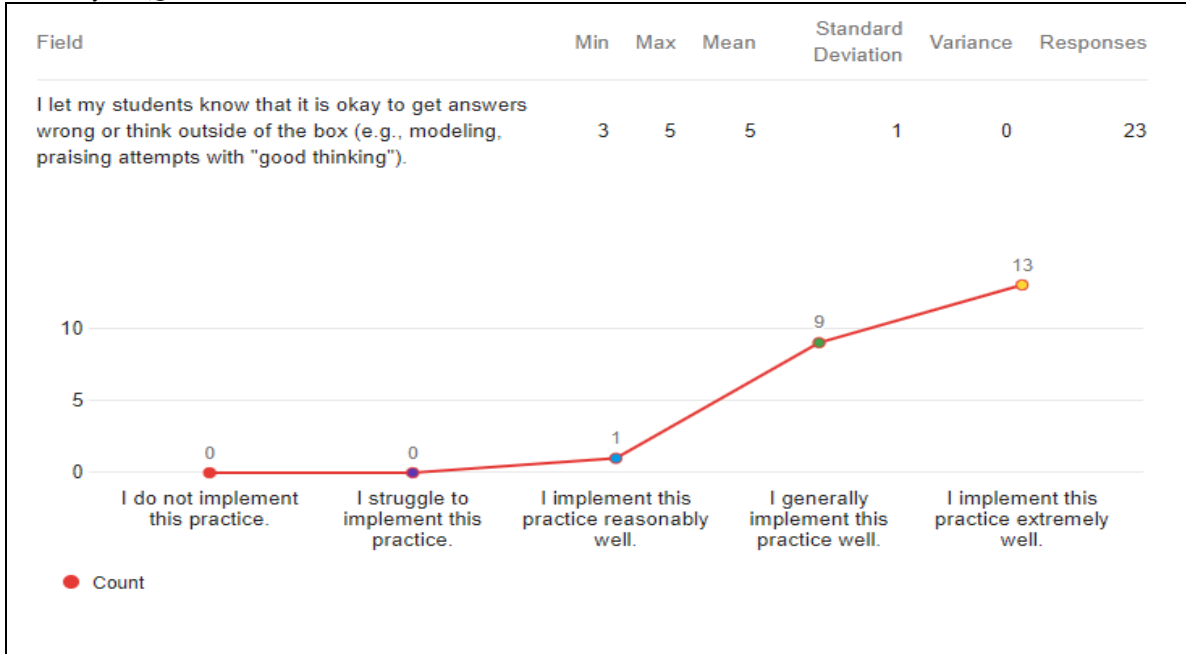 Field Min Max Mean Standard Deviation Variance Responses
I let my students know that it is okay to get answers
wrong or think outside of the box (e.g., modeling, 3 5 5 1 0 23
praising attempts with "good thinking").
13
10
9
5
1
0 0
0
I do not implement this practice.
I struggle to implement this practice.
I implement this practice reasonably well.
I generally implement this practice well.
I implement this practice extremely well.
Count